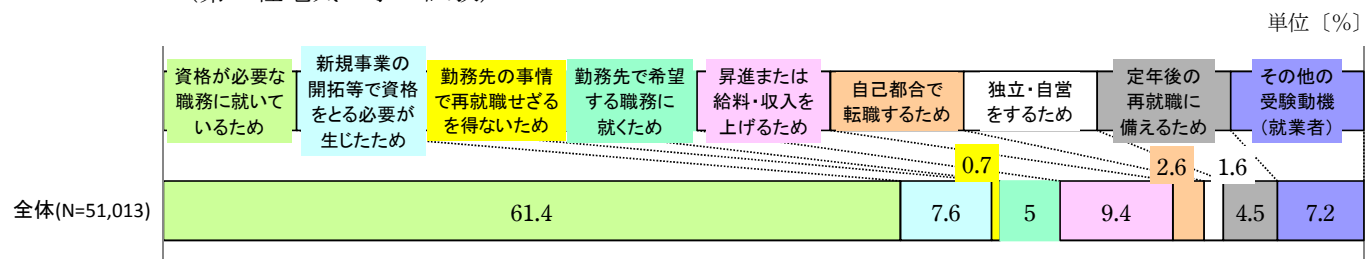 単位〔%〕
資格が必要な
職務に就いて
いるため
新規事業の
開拓等で資格
をとる必要が
生じたため
勤務先の事情
で再就職せざる
を得ないため
勤務先で希望
する職務に
就くため
昇進または
給料・収入を
上げるため
自己都合で
転職するため
独立・自営
をするため
定年後の
再就職に
備えるため
その他の
受験動機
(就業者)
0.7
2.6
1.6
全体(N=51,013)
61.4
7.6
5
9.4
4.5
7.2